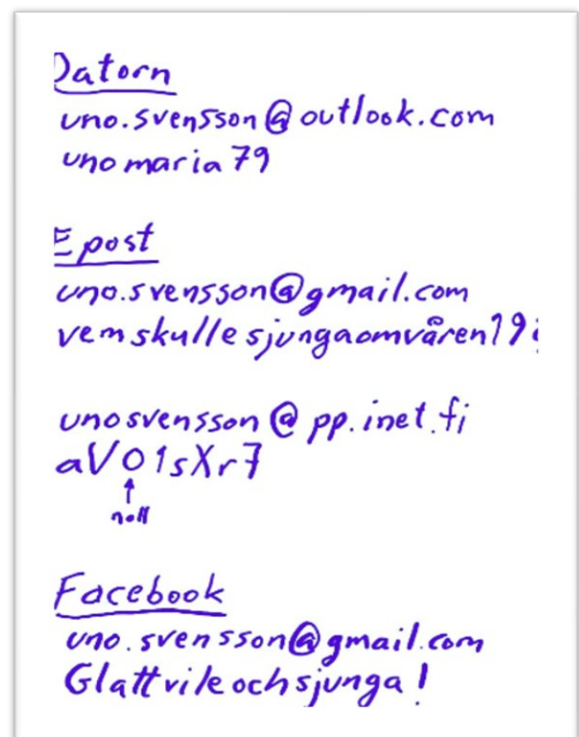 Datorn
uno.svensson@outlook.com
unomaria79
Epost
uno.svensson@gmail.com
unosvensson@pp.inet.fi
aV01sXr7
↑
noll
Facebook
uno.svensson@gmail.com
Glattvileochsjunga!